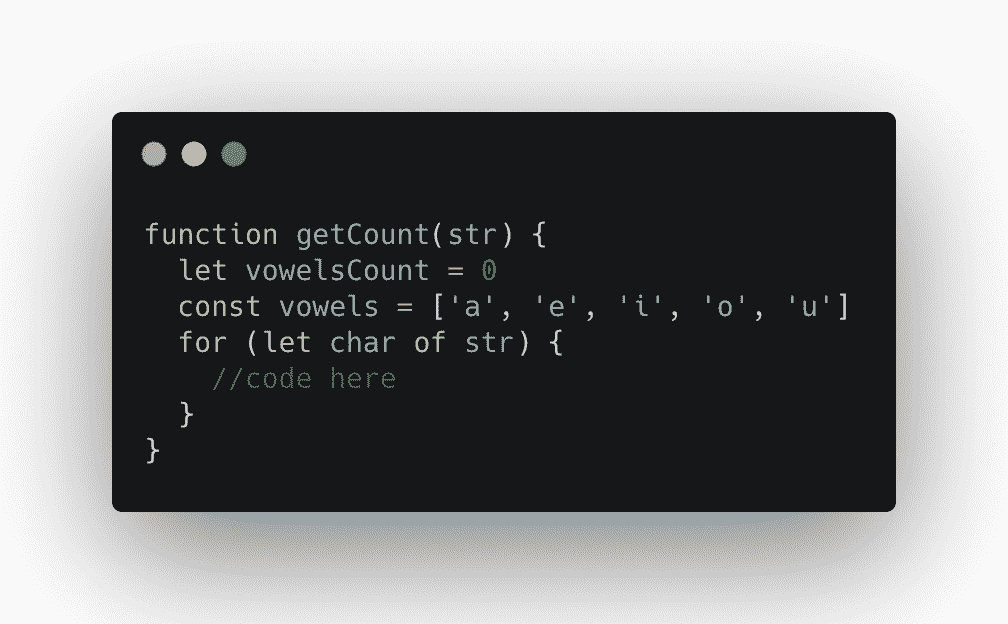 function getCount(str) {
  let vowelsCount = 0
  const vowels = ['a', 'e', 'i', 'o', 'u']
  for (let char of str) {
    //code here
  }
}